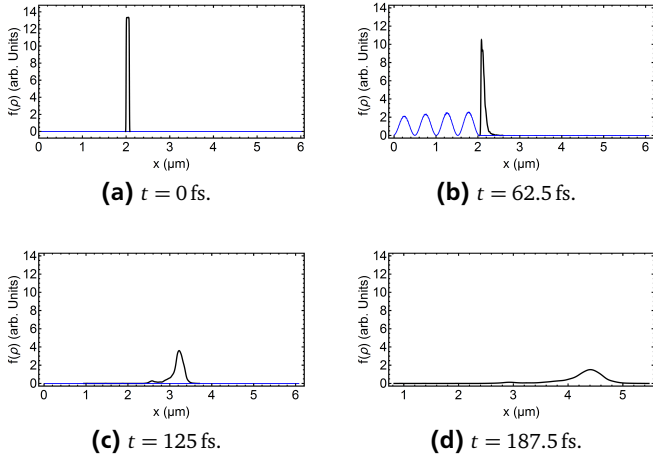 14
12
10
8
6
4
2
0
f(ρ) (arb. Units)
0 1 2 3 4 5 6
x (μm)
(a) t = 0 fs.
14
12
10
8
6
4
2
0
f(ρ) (arb. Units)
0 1 2 3 4 5 6
x (μm)
(b) t = 62.5 fs.
14
12
10
8
6
4
2
0
f(ρ) (arb. Units)
0 1 2 3 4 5 6
x (μm)
(c) t = 125 fs.
14
12
10
8
6
4
2
0
f(ρ) (arb. Units)
1 2 3 4 5
x (μm)
(d) t = 187.5 fs.